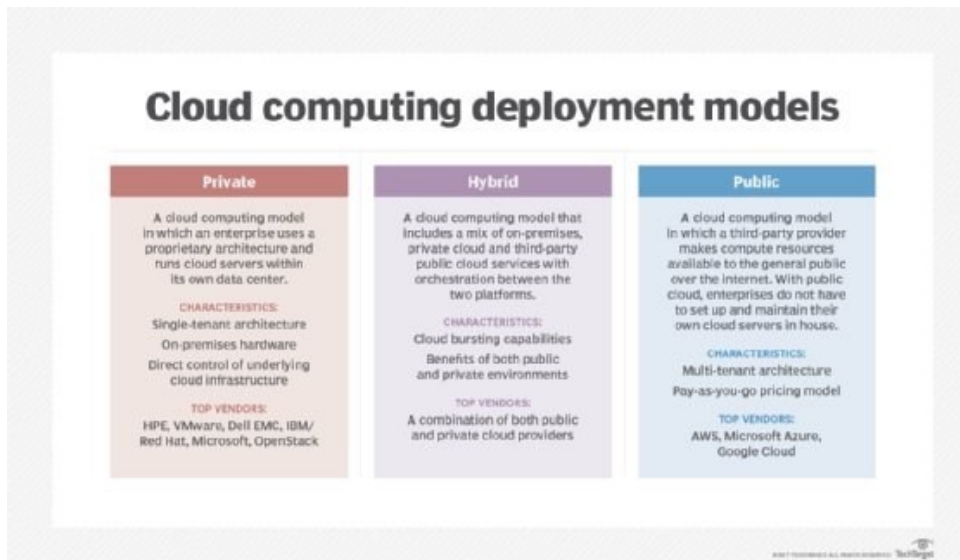 Cloud computing deployment models
Private
A cloud computing model
in which an enterprise uses a
proprietary architecture and
runs cloud servers within
its own data center.
CHARACTERISTICS:
Single-tenant architecture
On-premises hardware
Direct control of underlying
cloud infrastructure
TOP VENDORS:
HPE, VMware, Dell EMC, IBM/
Red Hat, Microsoft, OpenStack
Hybrid
A cloud computing model that
includes a mix of on-premises,
private cloud and third-party
public cloud services with
orchestration between the
two platforms.
CHARACTERISTICS:
Cloud bursting capabilities
Benefits of both public
and private environments
TOP VENDORS:
A combination of both public
and private cloud providers
Public
A cloud computing model
in which a third-party provider
makes compute resources
available to the general public
over the internet. With public
cloud, enterprises do not have
to set up and maintain their
own cloud servers in house.
CHARACTERISTICS:
Multi-tenant architecture
Pay-as-you-go pricing model
TOP VENDORS:
AWS, Microsoft Azure,
Google Cloud
TechTarget